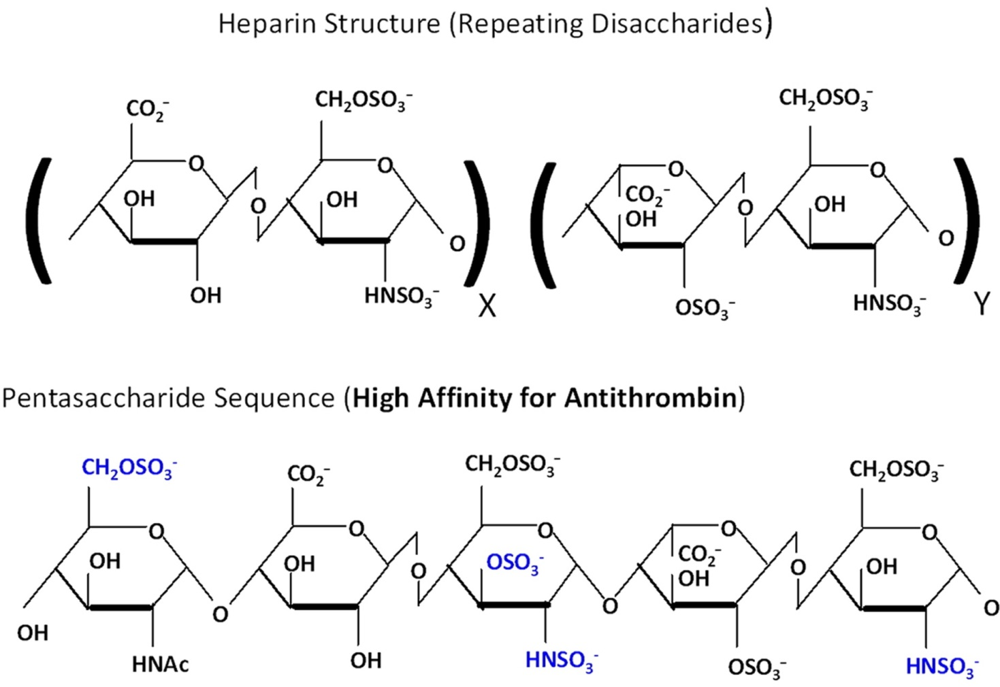 Heparin Structure (Repeating Disaccharides)
CO₂⁻ CH₂OSO₃⁻ CH₂OSO₃⁻
O O O O
OH OH CO₂⁻ OH
O OH O
O O
OH HNSO₃⁻ X OSO₃⁻ HNSO₃⁻ Y
Pentasaccharide Sequence (High Affinity for Antithrombin)
CH₂OSO₃⁻ CO₂⁻ CH₂OSO₃⁻ CH₂OSO₃⁻
O O O O O
OH OH OSO₃⁻ CO₂⁻ OH
O OH O
OH O O O
HNAc OH HNSO₃⁻ OSO₃⁻ HNSO₃⁻